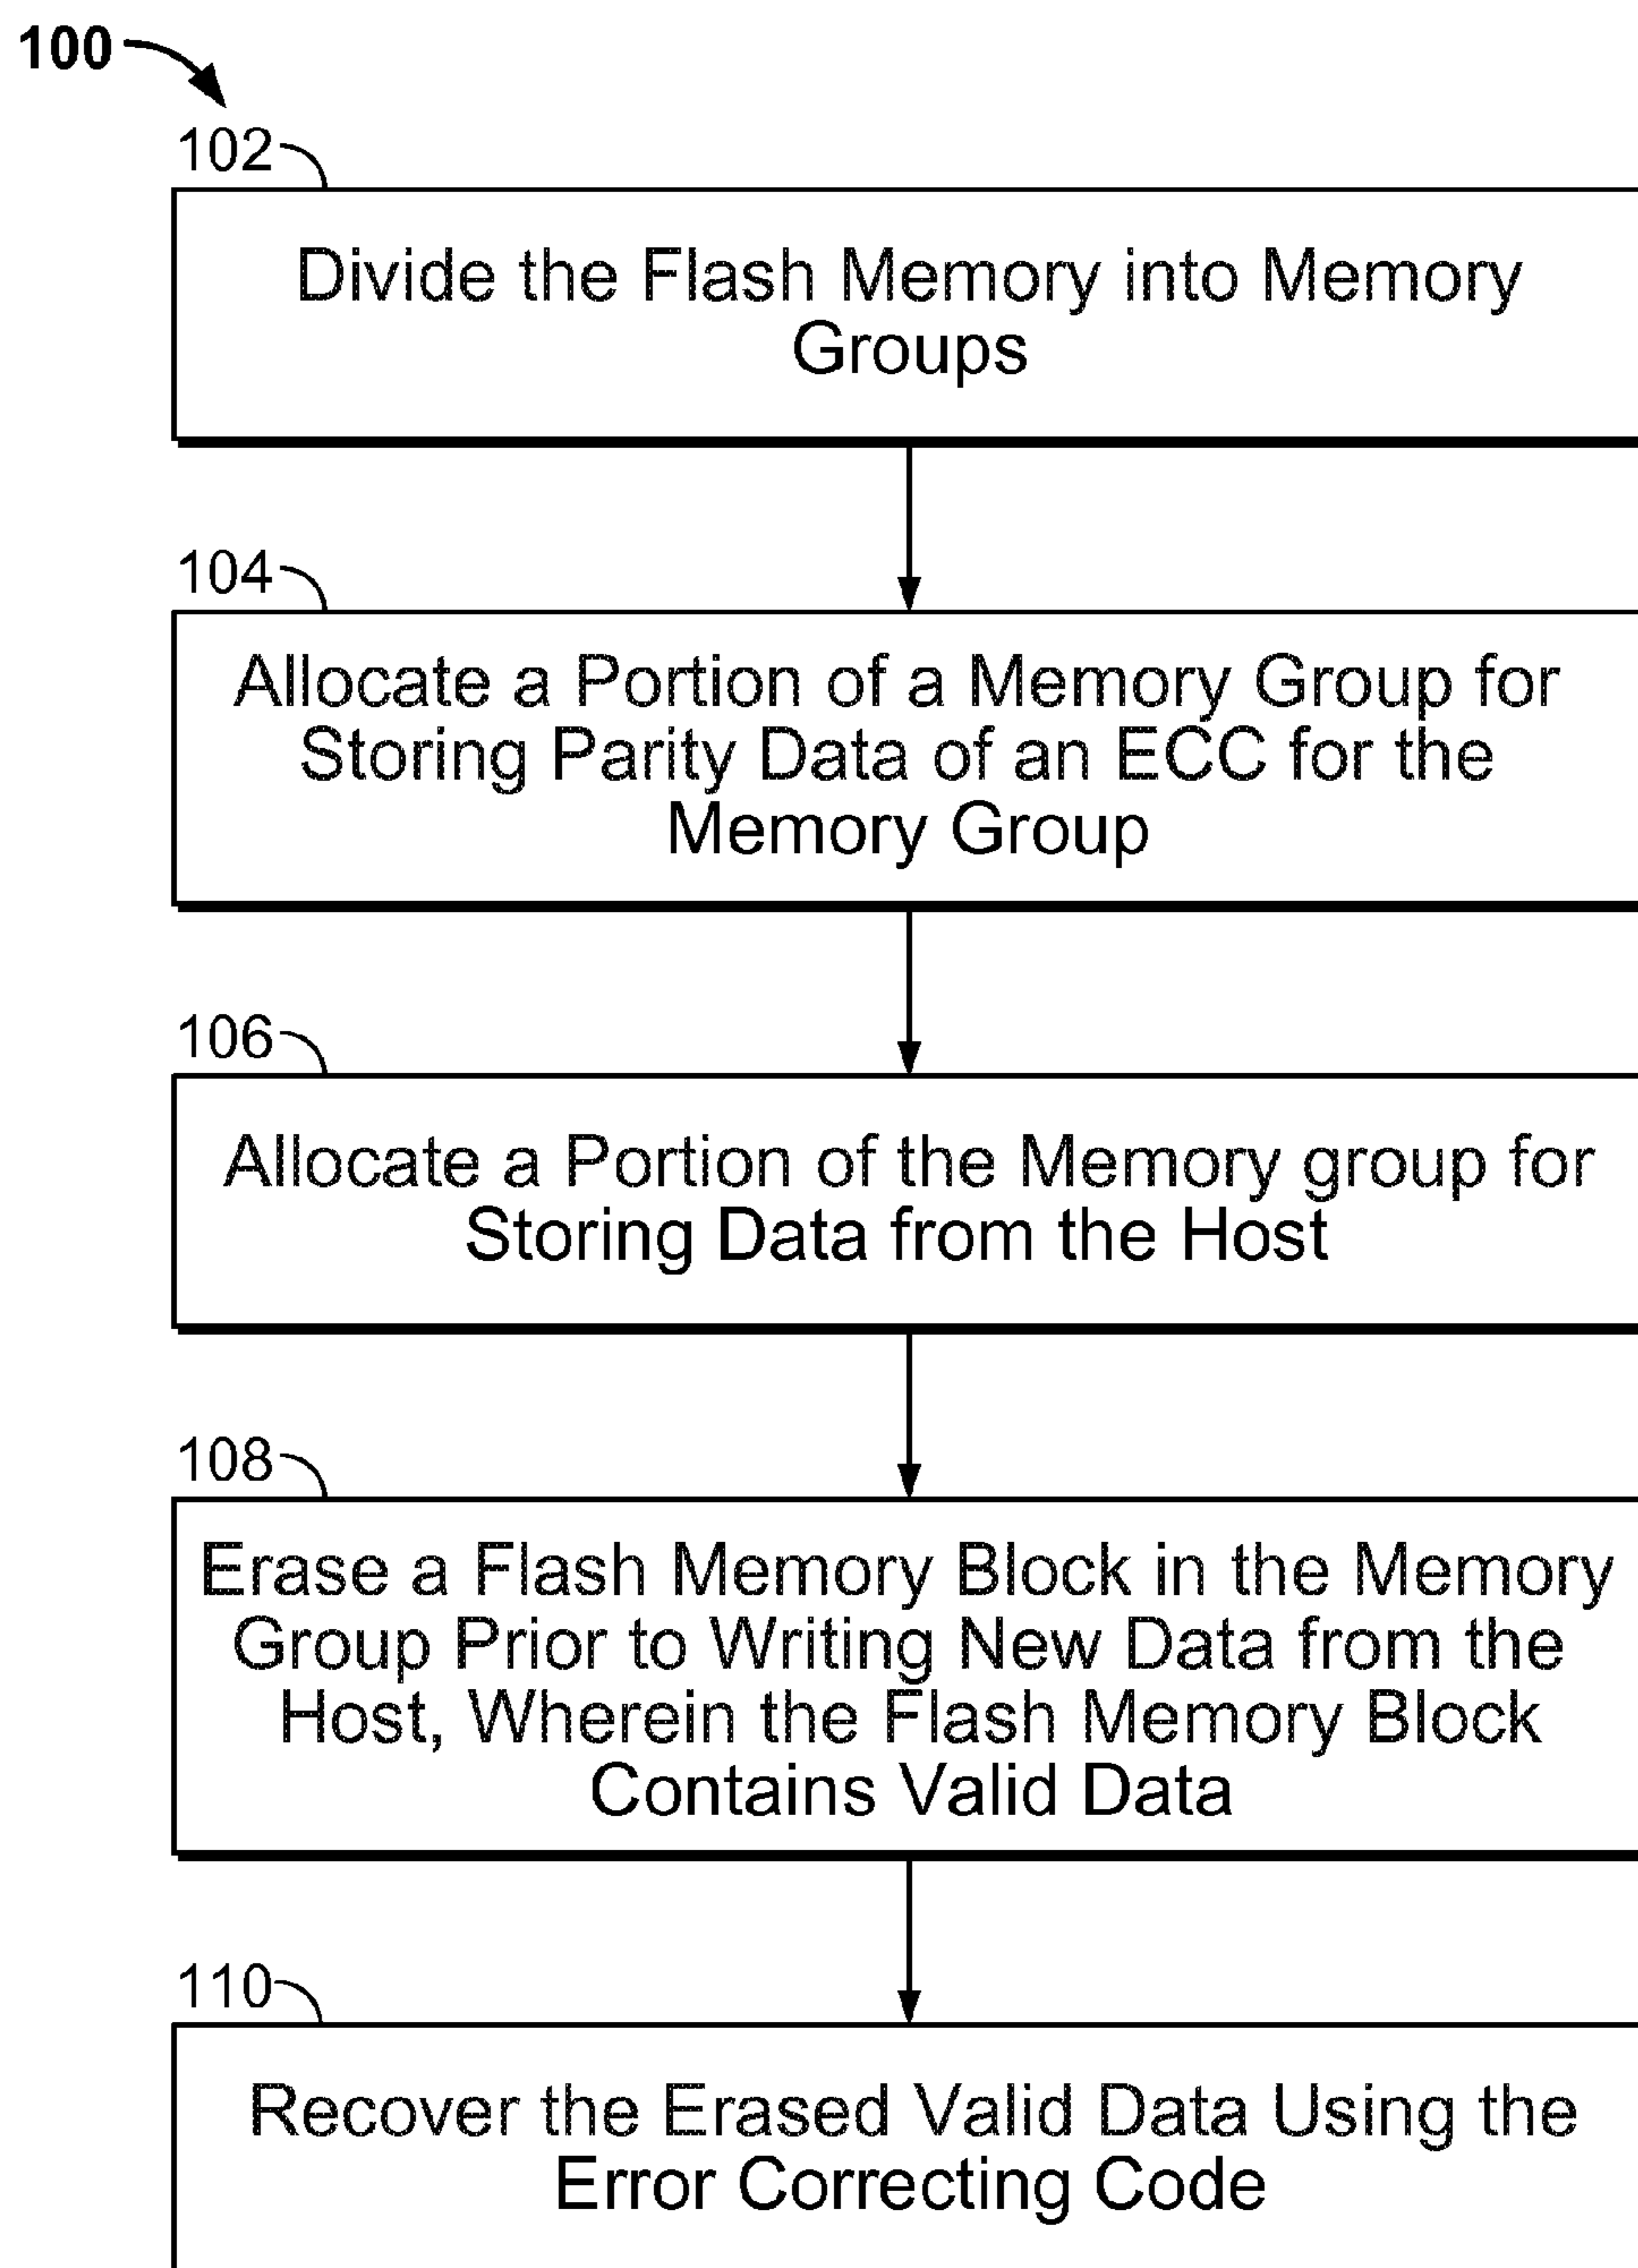 100
102
Divide the Flash Memory into Memory
Groups
104
Allocate a Portion of a Memory Group for
Storing Parity Data of an ECC for the
Memory Group
106
Allocate a Portion of the Memory group for
Storing Data from the Host
108
Erase a Flash Memory Block in the Memory
Group Prior to Writing New Data from the
Host, Wherein the Flash Memory Block
Contains Valid Data
110
Recover the Erased Valid Data Using the
Error Correcting Code